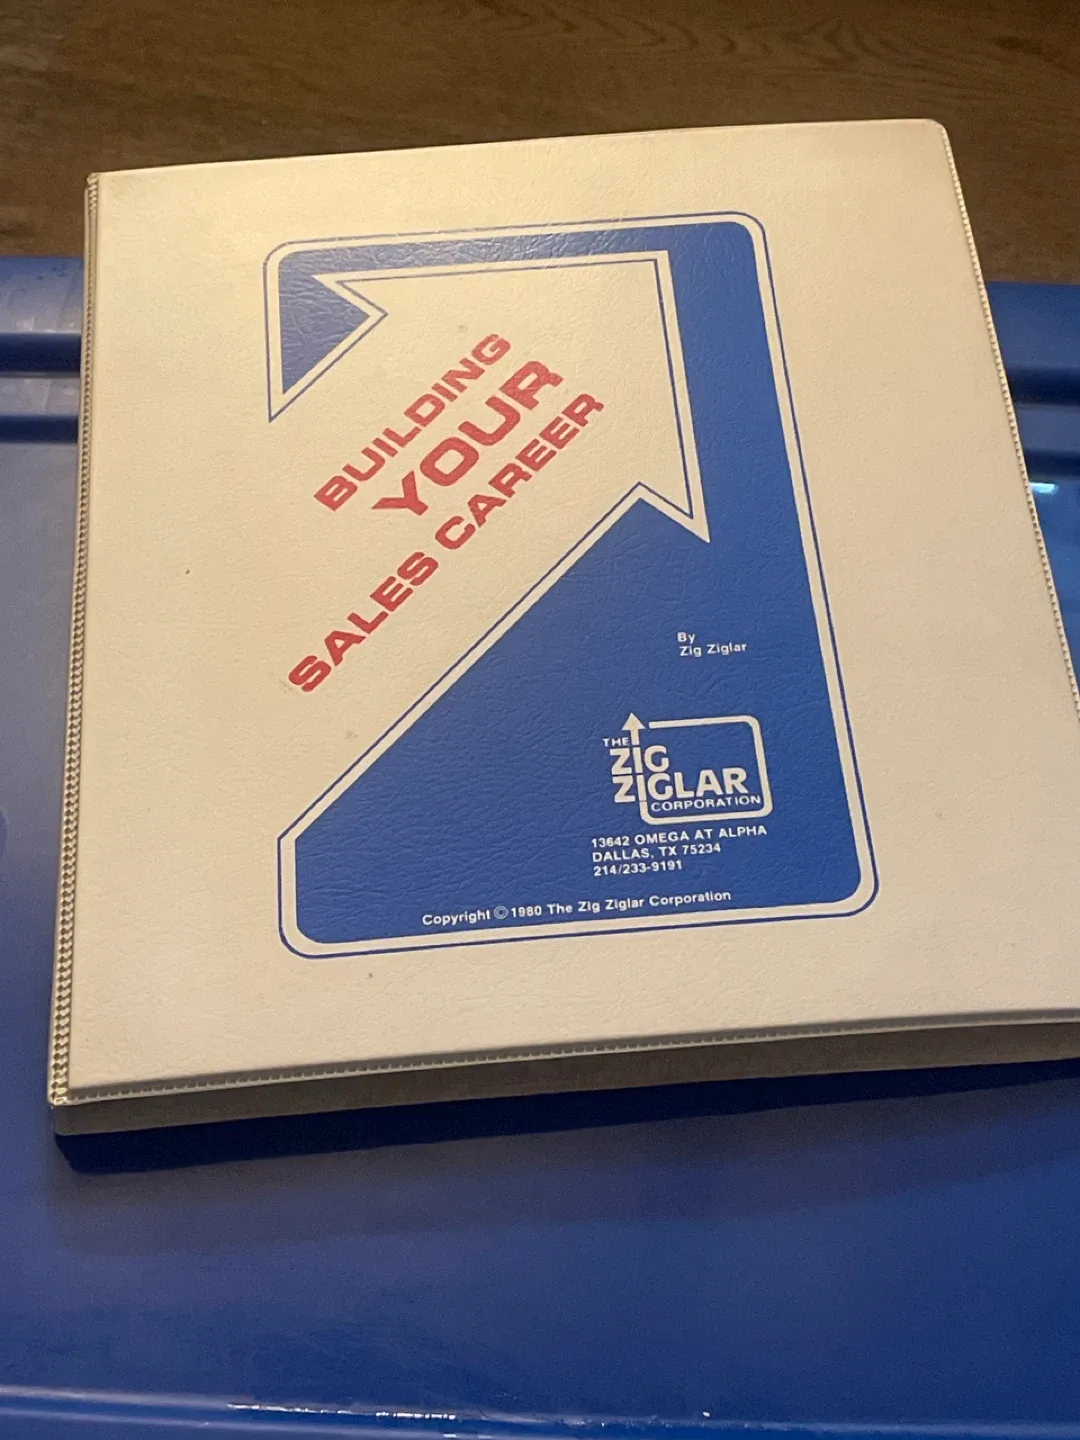 BUILDING
YOUR
SALES CAREER
By
Zig Ziglar
THE
ZIG
ZIGLAR
CORPORATION
13642 OMEGA AT ALPHA
DALLAS, TX 75234
214/233-9191
Copyright © 1980 The Zig Ziglar Corporation